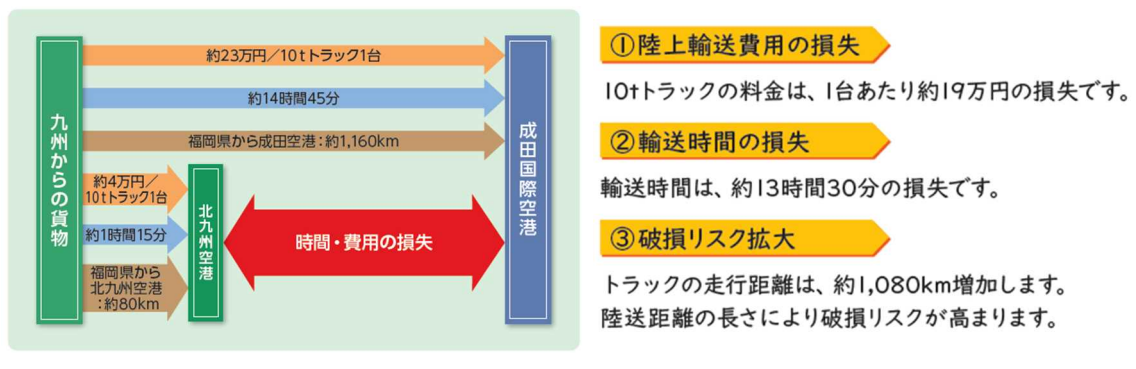 九州からの貨物
約23万円／10tトラック1台
約14時間45分
福岡県から成田空港：約1,160km
約4万円／
10tトラック1台
約1時間15分
福岡県から
北九州空港
：約80km
北九州空港
時間・費用の損失
成田国際空港
①陸上輸送費用の損失
10tトラックの料金は、1台あたり約19万円の損失です。
②輸送時間の損失
輸送時間は、約13時間30分の損失です。
③破損リスク拡大
トラックの走行距離は、約1,080km増加します。
陸送距離の長さにより破損リスクが高まります。